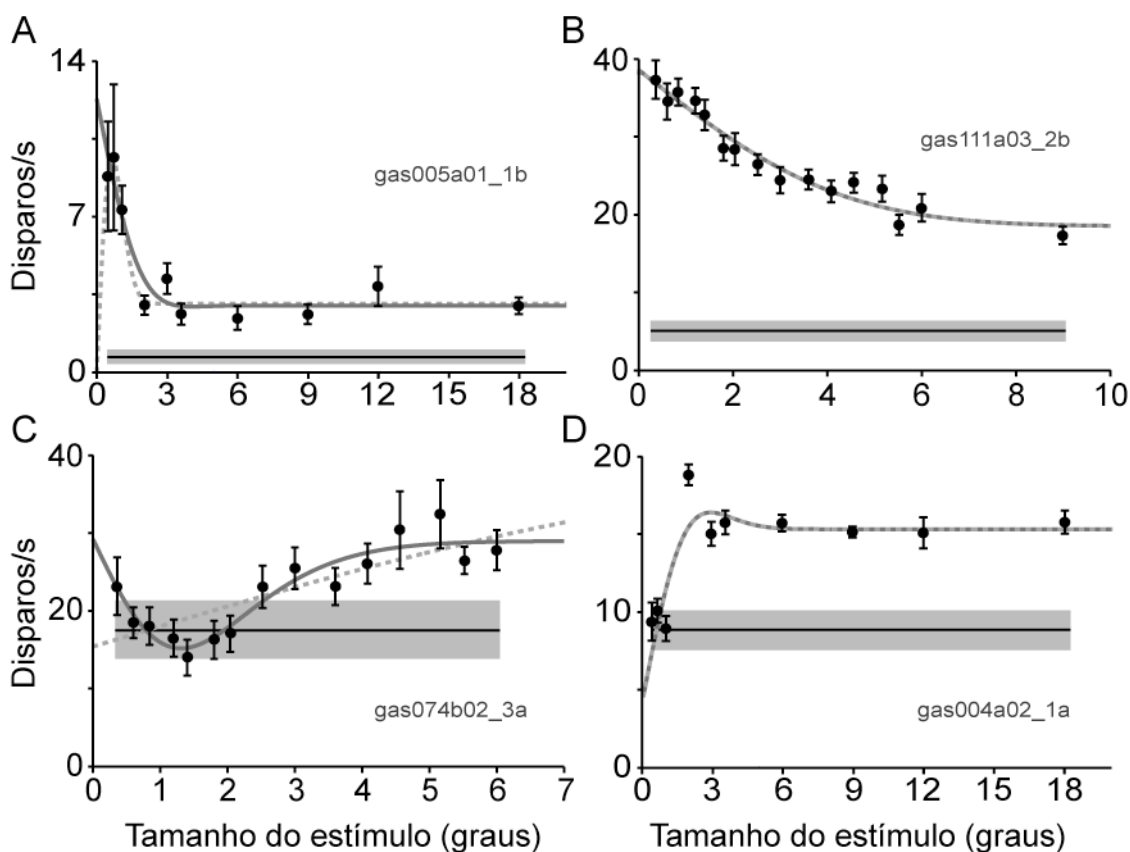 A
Disparos/s
14
7
0
gas005a01_1b
0 3 6 9 12 15 18
B
40
20
0
gas111a03_2b
0 2 4 6 8 10
C
Disparos/s
40
20
0
gas074b02_3a
0 1 2 3 4 5 6 7
Tamanho do estímulo (graus)
D
20
10
0
gas004a02_1a
0 3 6 9 12 15 18
Tamanho do estímulo (graus)